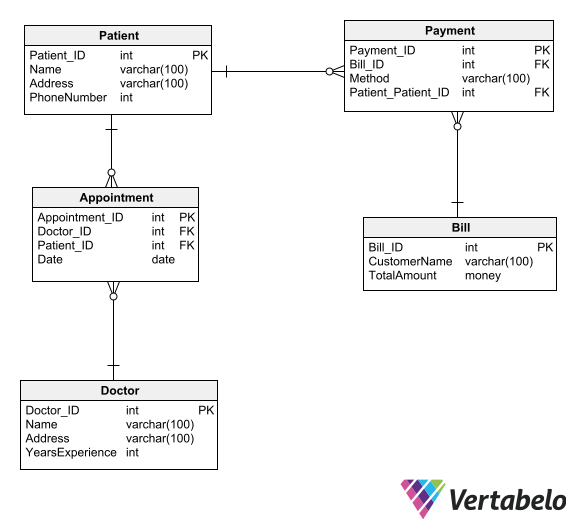 Patient
Patient_ID int PK
Name varchar(100)
Address varchar(100)
PhoneNumber int
Payment
Payment_ID int PK
Bill_ID int FK
Method varchar(100)
Patient_Patient_ID int FK
Appointment
Appointment_ID int PK
Doctor_ID int FK
Patient_ID int FK
Date date
Bill
Bill_ID int PK
CustomerName varchar(100)
TotalAmount money
Doctor
Doctor_ID int PK
Name varchar(100)
Address varchar(100)
YearsExperience int
Vertabelo